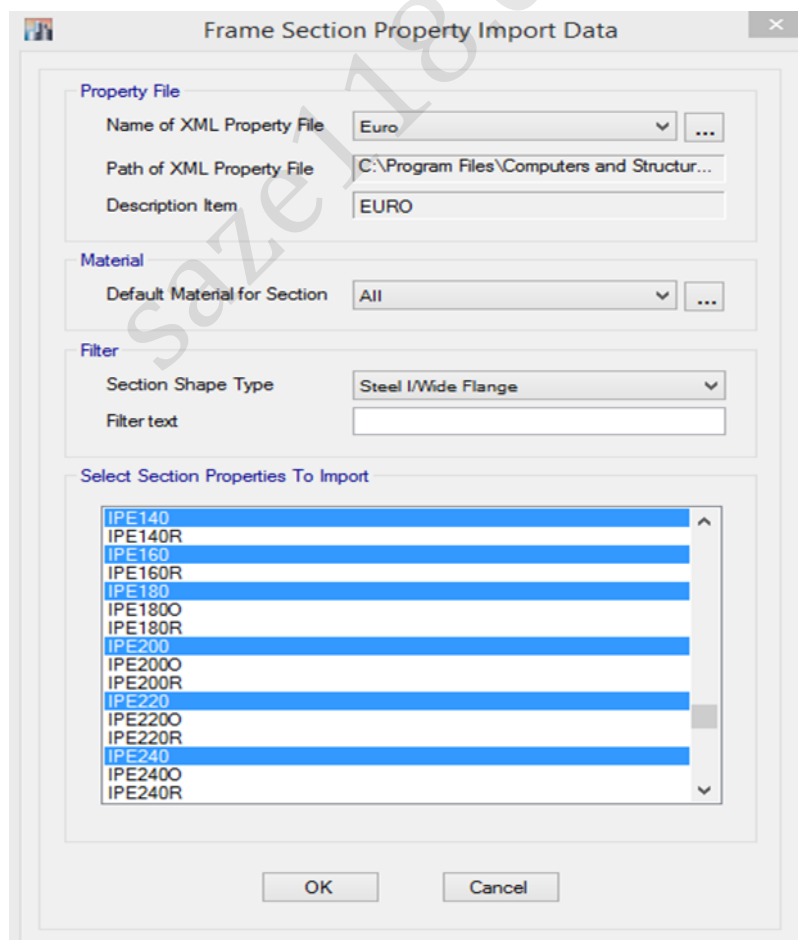 Frame Section Property Import Data
Property File
Name of XML Property File Euro ...
Path of XML Property File C:\Program Files\Computers and Structur...
Description Item EURO
Material
Default Material for Section All ...
Filter
Section Shape Type Steel I/Wide Flange
Filter text
Select Section Properties To Import
IPE140
IPE140R
IPE160
IPE160R
IPE180
IPE180O
IPE180R
IPE200
IPE200O
IPE200R
IPE220
IPE220O
IPE220R
IPE240
IPE240O
IPE240R
OK Cancel
saze118.